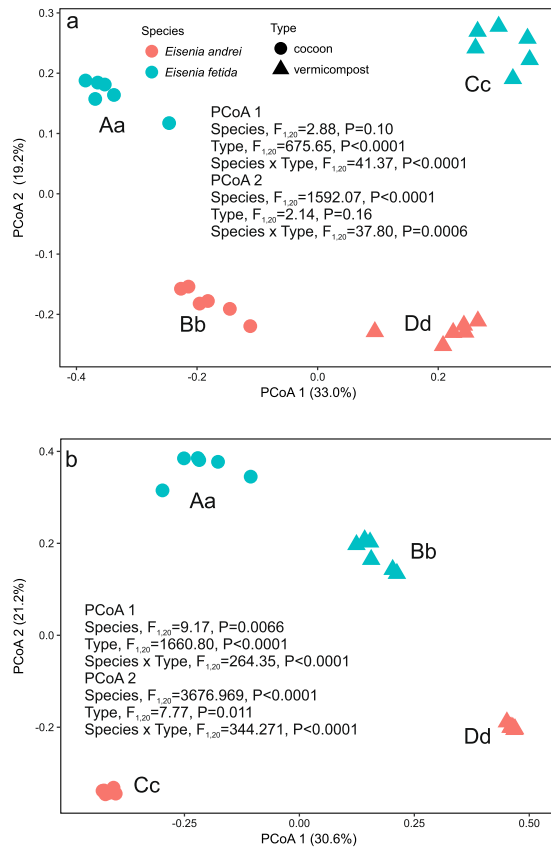 a
Species
Eisenia andrei
Eisenia fetida
Type
cocoon
vermicompost
Aa
Cc
PCoA 1
Species, F1,20=2.88, P=0.10
Type, F1,20=675.65, P<0.0001
Species x Type, F1,20=41.37, P<0.0001
PCoA 2
Species, F1,20=1592.07, P<0.0001
Type, F1,20=2.14, P=0.16
Species x Type, F1,20=37.80, P=0.0006
Bb
Dd
0.3
0.2
0.1
0.0
-0.1
-0.2
PCoA 2 (19.2%)
-0.4
-0.2
0.0
0.2
PCoA 1 (33.0%)
b
Aa
Bb
PCoA 1
Species, F1,20=9.17, P=0.0066
Type, F1,20=1660.80, P<0.0001
Species x Type, F1,20=264.35, P<0.0001
PCoA 2
Species, F1,20=3676.969, P<0.0001
Type, F1,20=7.77, P=0.011
Species x Type, F1,20=344.271, P<0.0001
Dd
Cc
0.4
0.2
0.0
-0.2
PCoA 2 (21.2%)
-0.25
0.00
0.25
0.50
PCoA 1 (30.6%)